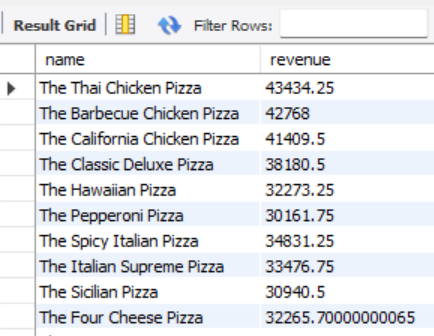 Result Grid Filter Rows:
name revenue
The Thai Chicken Pizza 43434.25
The Barbecue Chicken Pizza 42768
The California Chicken Pizza 41409.5
The Classic Deluxe Pizza 38180.5
The Hawaiian Pizza 32273.25
The Pepperoni Pizza 30161.75
The Spicy Italian Pizza 34831.25
The Italian Supreme Pizza 33476.75
The Sicilian Pizza 30940.5
The Four Cheese Pizza 32265.70000000065